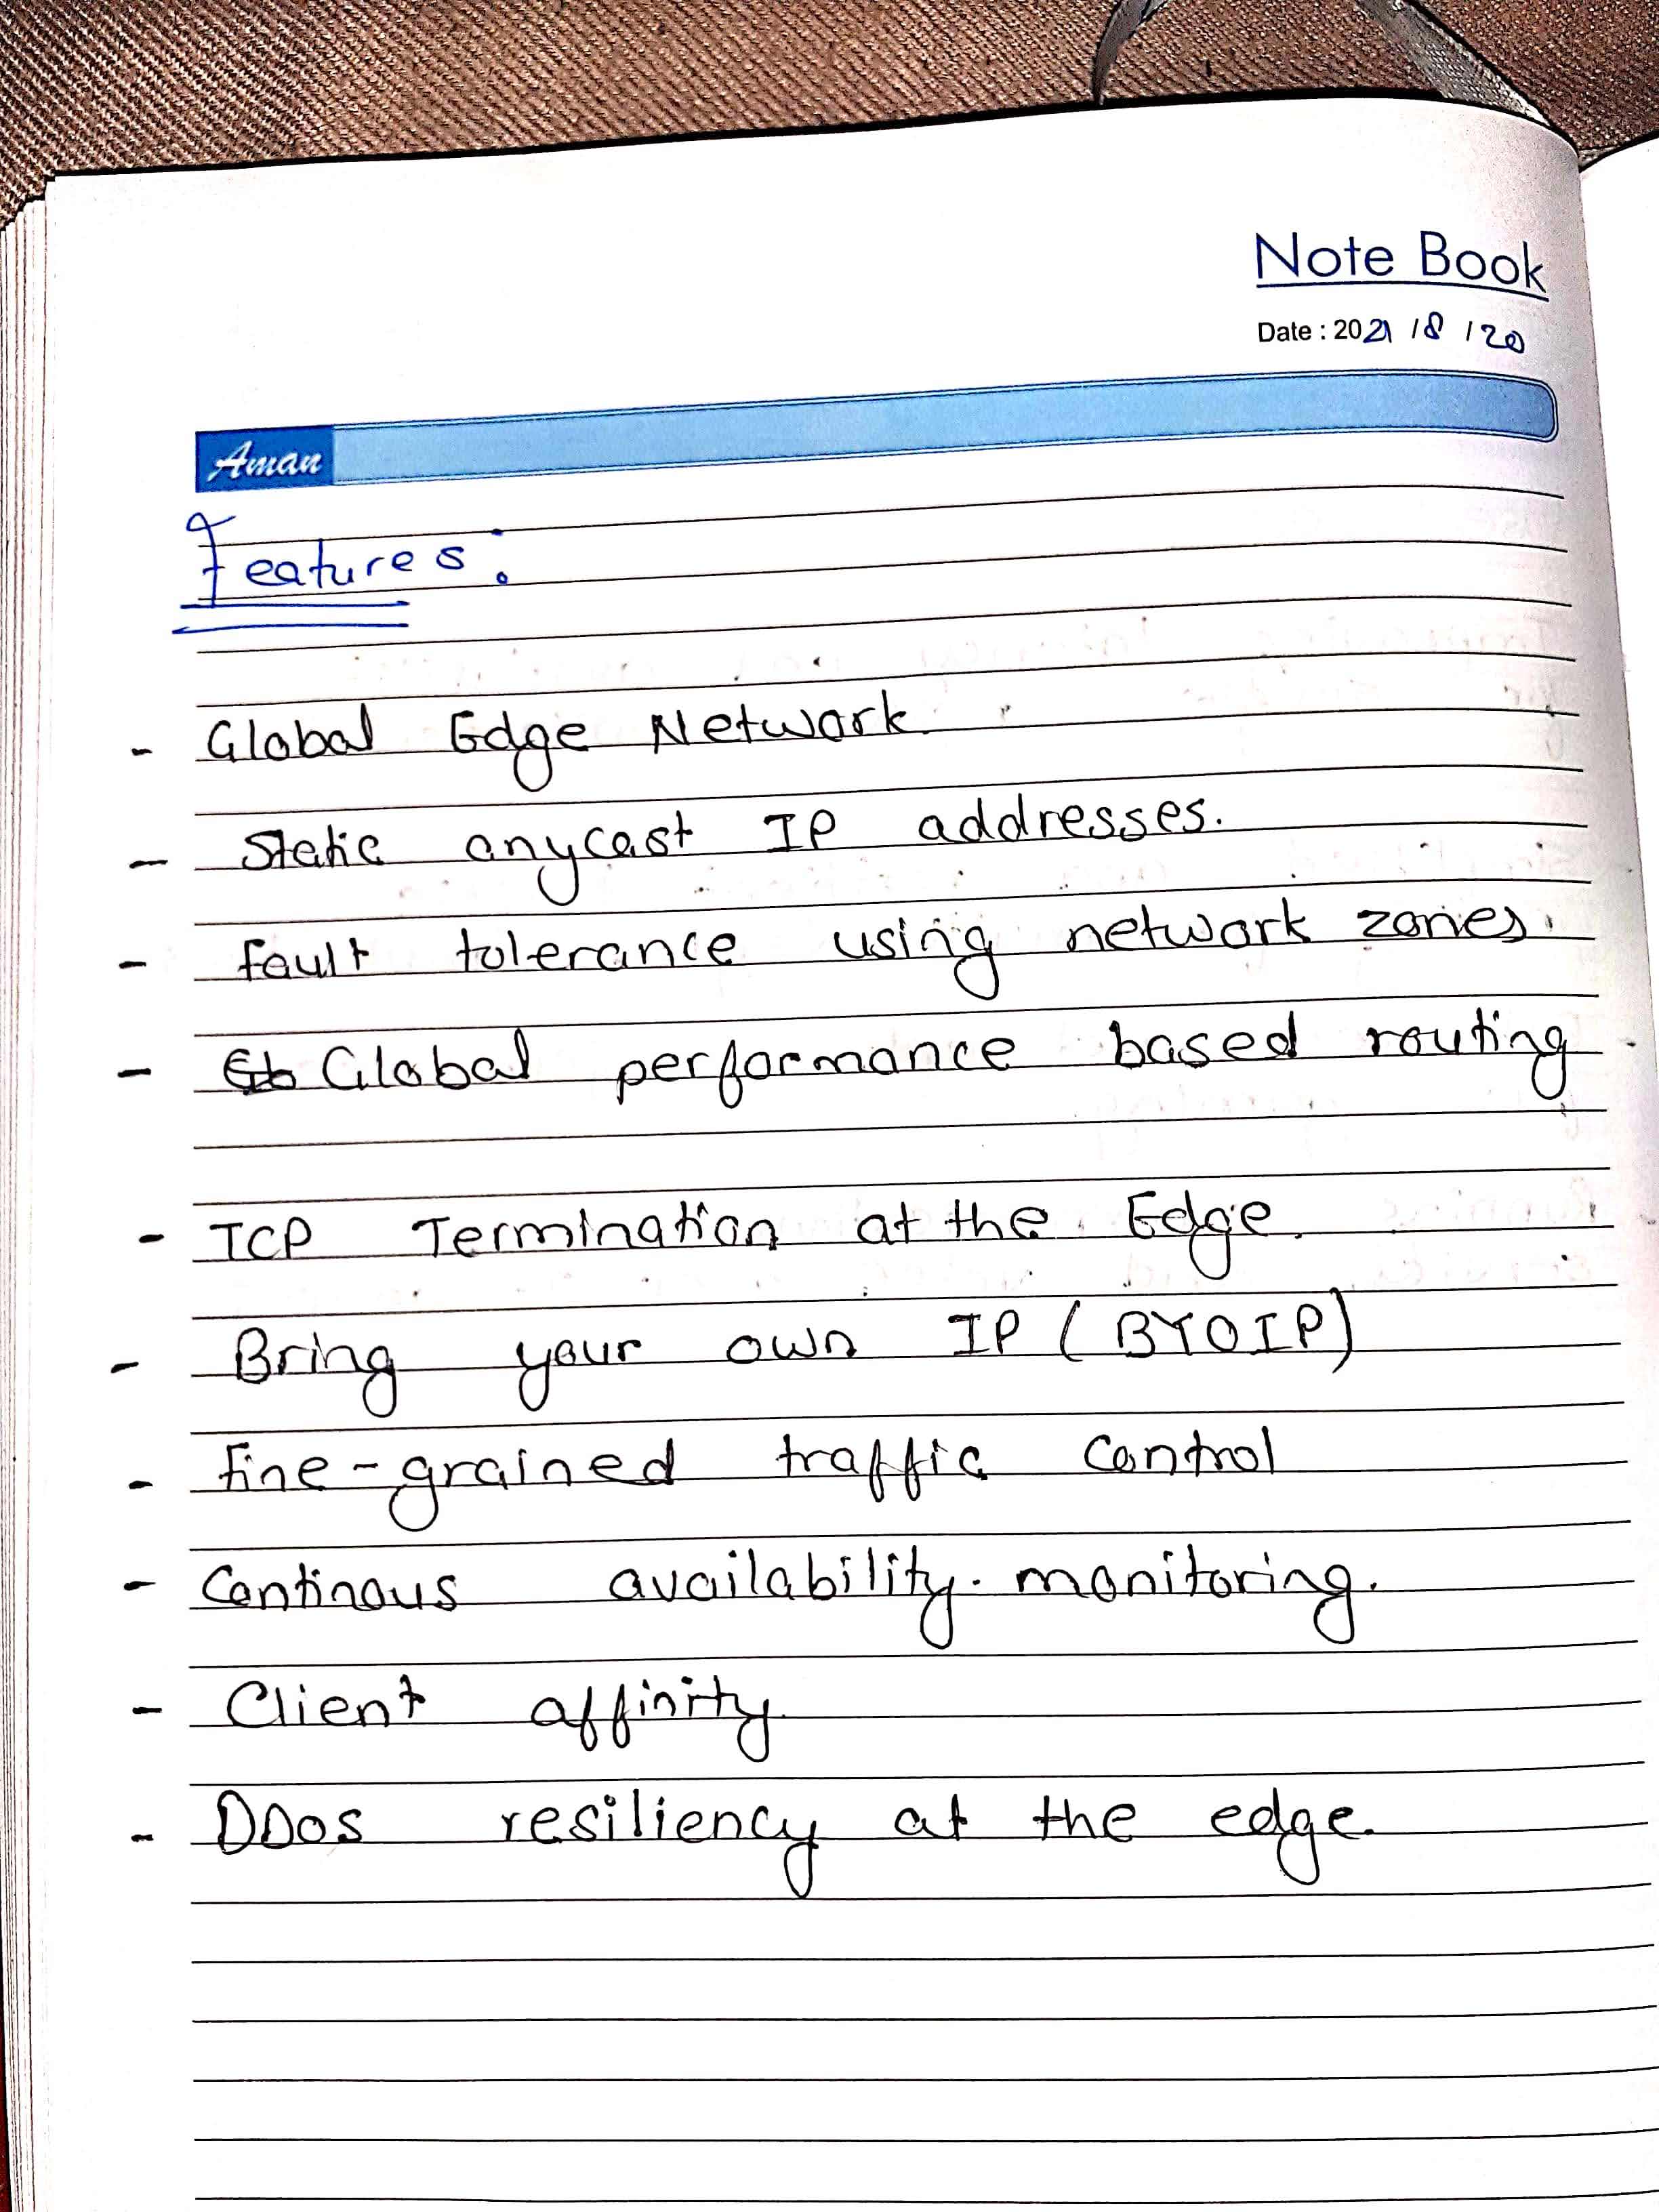 Note Book
Date : 2021 / 8 / 20
Aman
Features:
- Global Edge Network.
- Static anycast IP addresses.
- fault tolerance using network zones.
- Global performance based routing
- TCP Termination at the Edge.
- Bring your own IP (BYOIP)
- Fine-grained traffic control
- Continous availability monitoring.
- Client affinity.
- DDos resiliency at the edge.